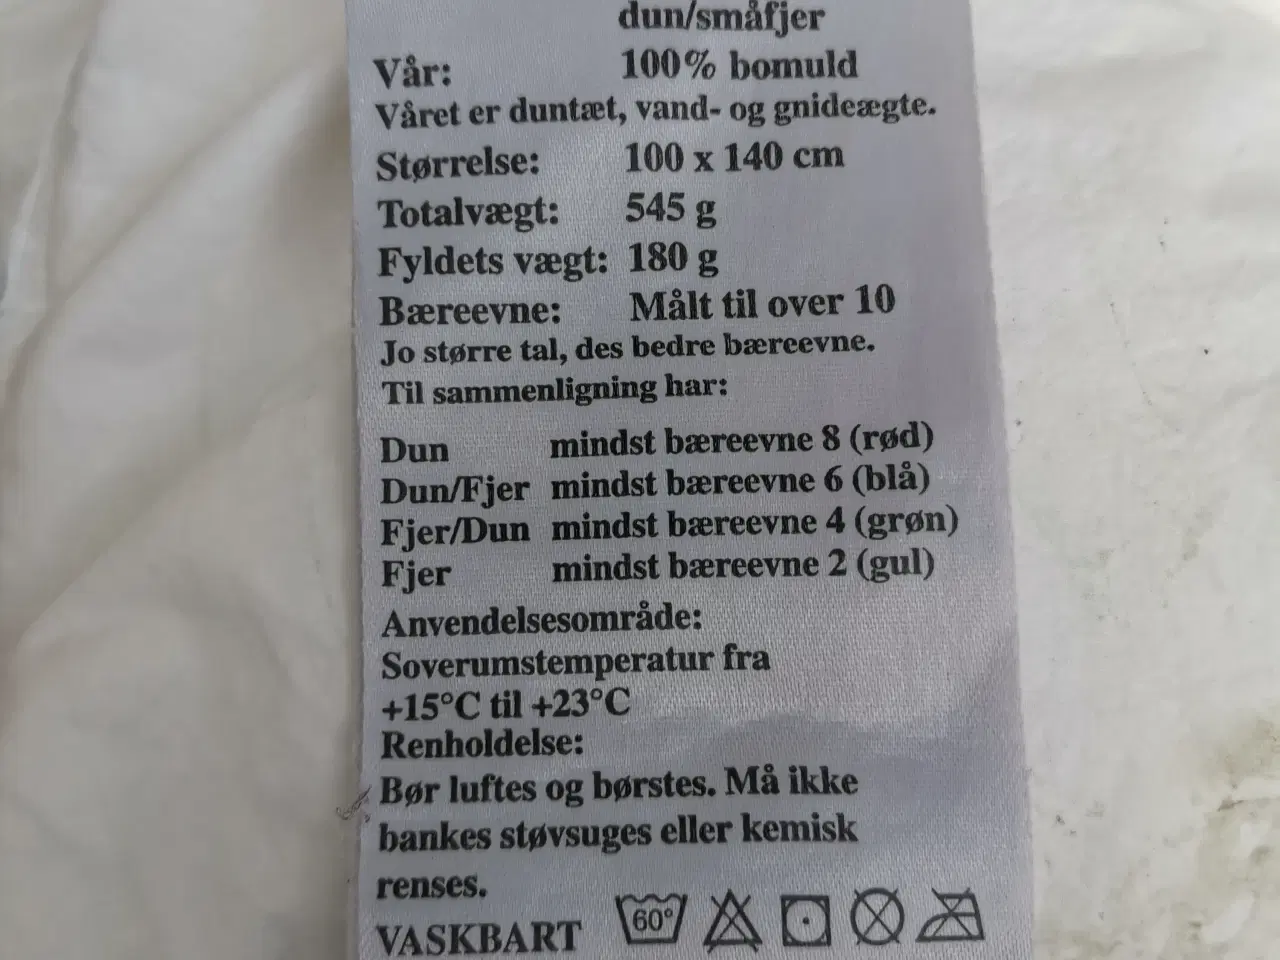 dun/småfjer
Vår: 100% bomuld
Våret er duntæt, vand- og gnideægte.
Størrelse: 100 x 140 cm
Totalvægt: 545 g
Fyldets vægt: 180 g
Bæreevne: Målt til over 10
Jo større tal, des bedre bæreevne.
Til sammenligning har:
Dun mindst bæreevne 8 (rød)
Dun/Fjer mindst bæreevne 6 (blå)
Fjer/Dun mindst bæreevne 4 (grøn)
Fjer mindst bæreevne 2 (gul)
Anvendelsesområde:
Soverumstemperatur fra
+15°C til +23°C
Renholdelse:
Bør luftes og børstes. Må ikke
bankes støvsuges eller kemisk
renses.
VASKBART 60°